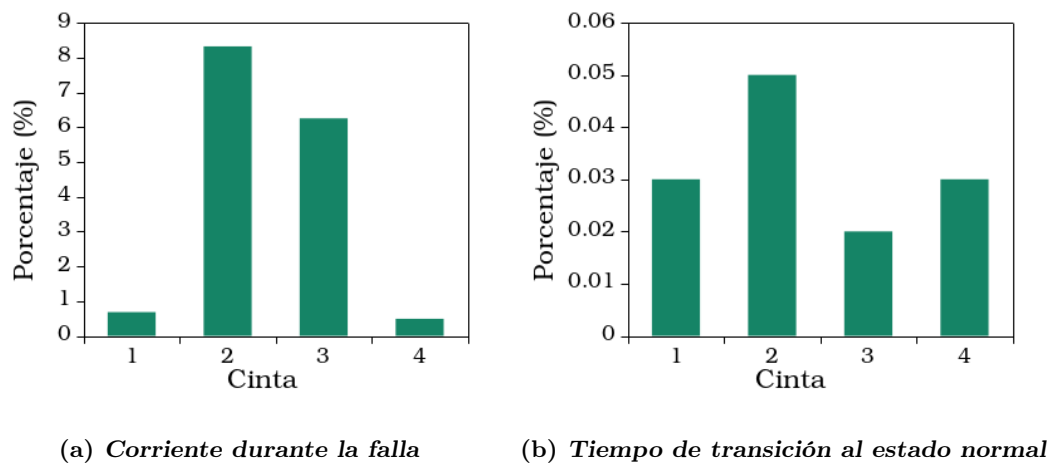 9
8
7
6
5
4
3
2
1
0
Porcentaje (%)
1 2 3 4
Cinta
(a) Corriente durante la falla
0.06
0.05
0.04
0.03
0.02
0.01
0
Porcentaje (%)
1 2 3 4
Cinta
(b) Tiempo de transición al estado normal